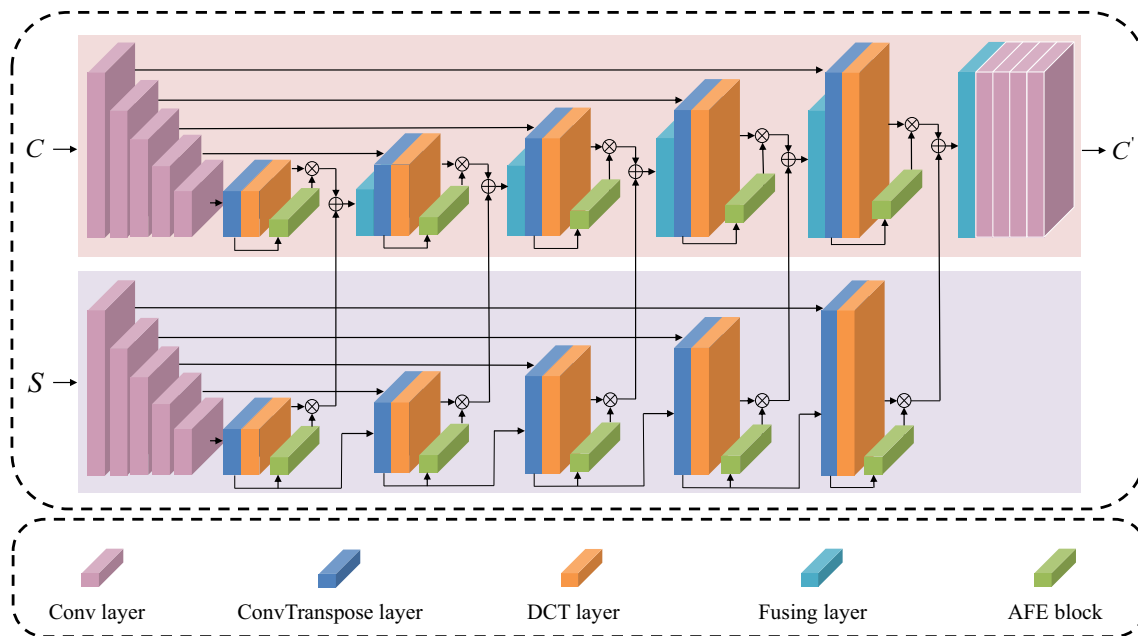 C
C'
S
Conv layer
ConvTranspose layer
DCT layer
Fusing layer
AFE block